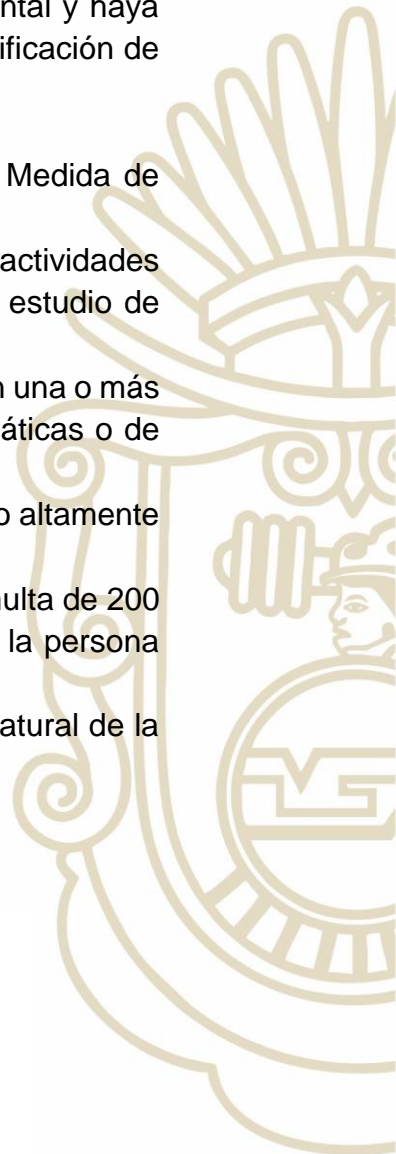 ntal y haya
ificación de
Medida de
actividades
estudio de
una o más
áticas o de
o altamente
ulta de 200
la persona
atural de la